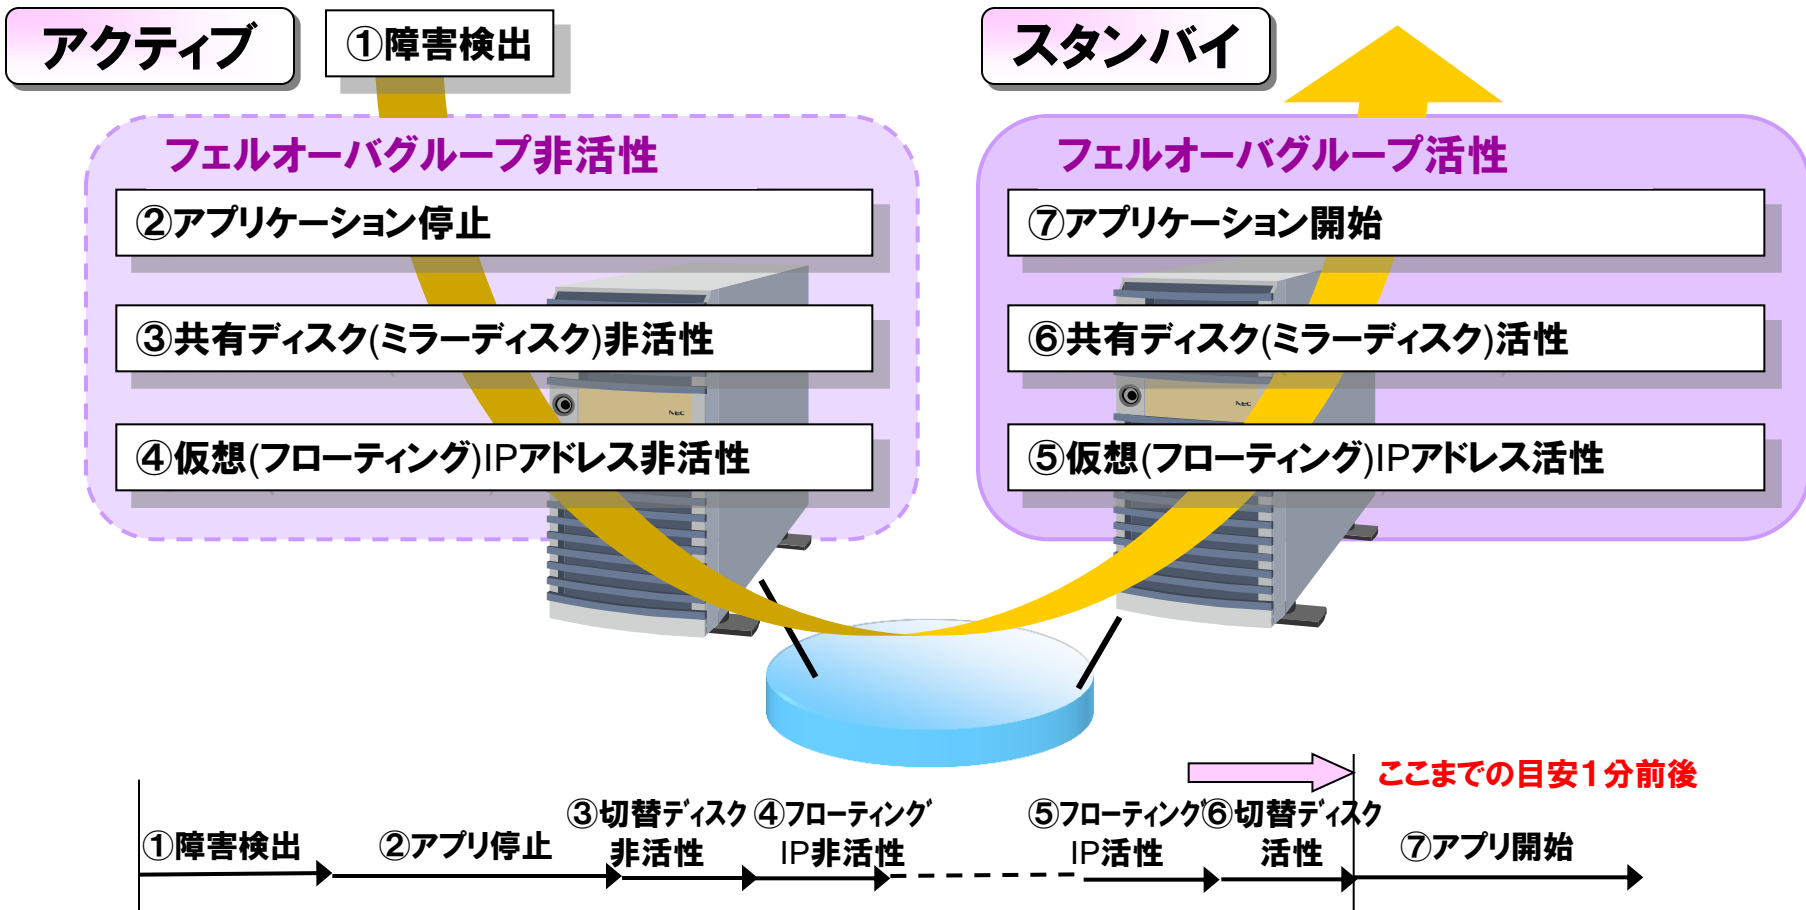 アクティブ
①障害検出
スタンバイ
フェルオーバグループ非活性
②アプリケーション停止
③共有ディスク(ミラーディスク)非活性
NEC
④仮想(フローティング)IPアドレス非活性
フェルオーバグループ活性
⑦アプリケーション開始
⑥共有ディスク(ミラーディスク)活性
NEC
⑤仮想(フローティング)IPアドレス活性
ここまでの目安1分前後
①障害検出
②アプリ停止
③切替ディスク
非活性
④フローティング
IP非活性
⑤フローティング
IP活性
⑥切替ディスク
活性
⑦アプリ開始